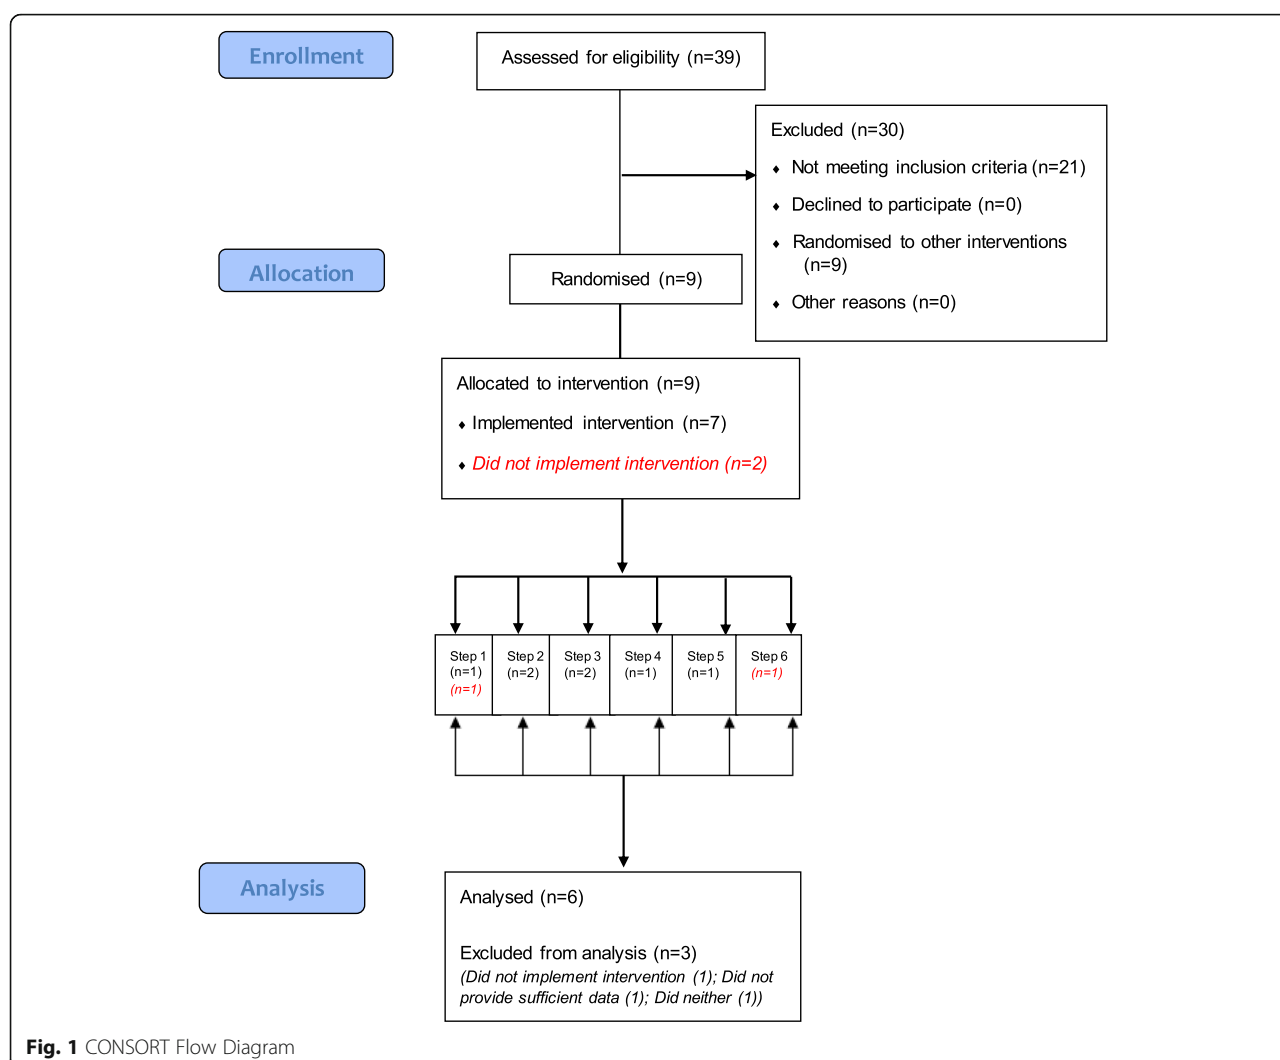 Enrollment
Assessed for eligibility (n=39)
Excluded (n=30)
♦ Not meeting inclusion criteria (n=21)
♦ Declined to participate (n=0)
♦ Randomised to other interventions
(n=9)
♦ Other reasons (n=0)
Allocation
Randomised (n=9)
Allocated to intervention (n=9)
♦ Implemented intervention (n=7)
♦ Did not implement intervention (n=2)
Step 1
(n=1)
(n=1)
Step 2
(n=2)
Step 3
(n=2)
Step 4
(n=1)
Step 5
(n=1)
Step 6
(n=1)
Analysis
Analysed (n=6)
Excluded from analysis (n=3)
(Did not implement intervention (1); Did not
provide sufficient data (1); Did neither (1))
Fig. 1 CONSORT Flow Diagram